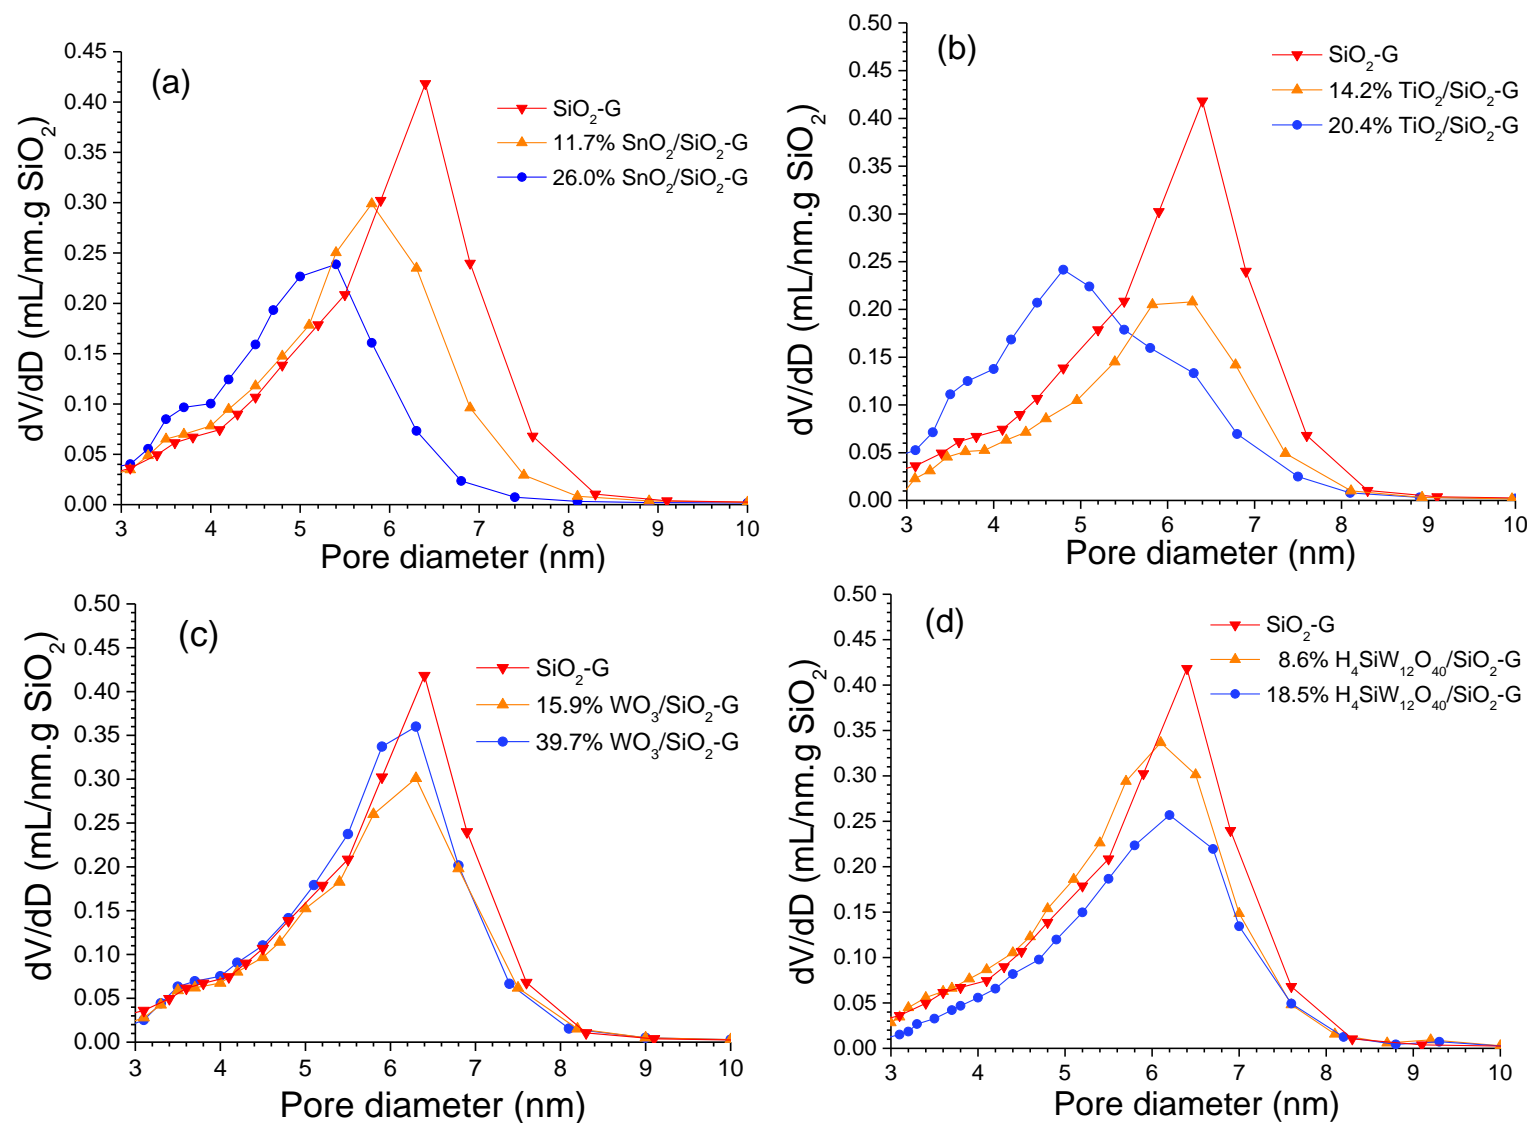 (a)
SiO2-G
11.7% SnO2/SiO2-G
26.0% SnO2/SiO2-G
dV/dD (mL/nm.g SiO2)
0.45
0.40
0.35
0.30
0.25
0.20
0.15
0.10
0.05
0.00
3 4 5 6 7 8 9 10
Pore diameter (nm)
(b)
SiO2-G
14.2% TiO2/SiO2-G
20.4% TiO2/SiO2-G
dV/dD (mL/nm.g SiO2)
0.50
0.45
0.40
0.35
0.30
0.25
0.20
0.15
0.10
0.05
0.00
3 4 5 6 7 8 9 10
Pore diameter (nm)
(c)
SiO2-G
15.9% WO3/SiO2-G
39.7% WO3/SiO2-G
dV/dD (mL/nm.g SiO2)
0.50
0.45
0.40
0.35
0.30
0.25
0.20
0.15
0.10
0.05
0.00
3 4 5 6 7 8 9 10
Pore diameter (nm)
(d)
SiO2-G
8.6% H4SiW12O40/SiO2-G
18.5% H4SiW12O40/SiO2-G
dV/dD (mL/nm.g SiO2)
0.50
0.45
0.40
0.35
0.30
0.25
0.20
0.15
0.10
0.05
0.00
3 4 5 6 7 8 9 10
Pore diameter (nm)